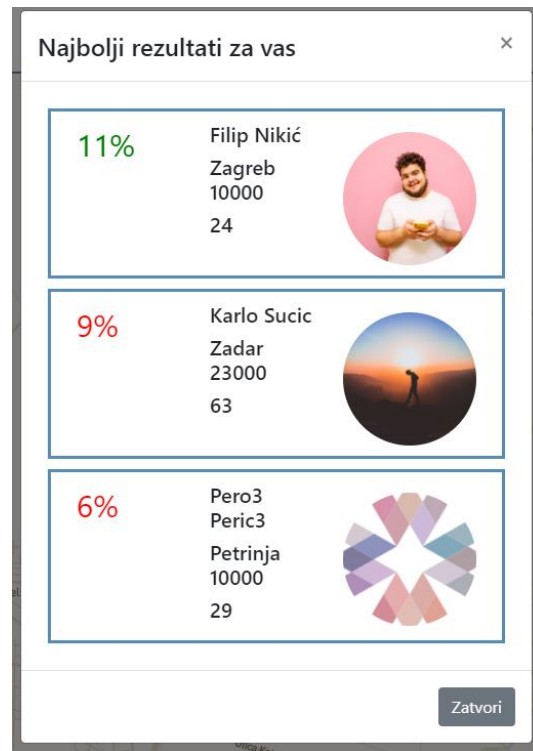 Najbolji rezultati za vas
×
11%
Filip Nikić
Zagreb
10000
24
9%
Karlo Sucic
Zadar
23000
63
6%
Pero3
Peric3
Petrinja
10000
29
Zatvori